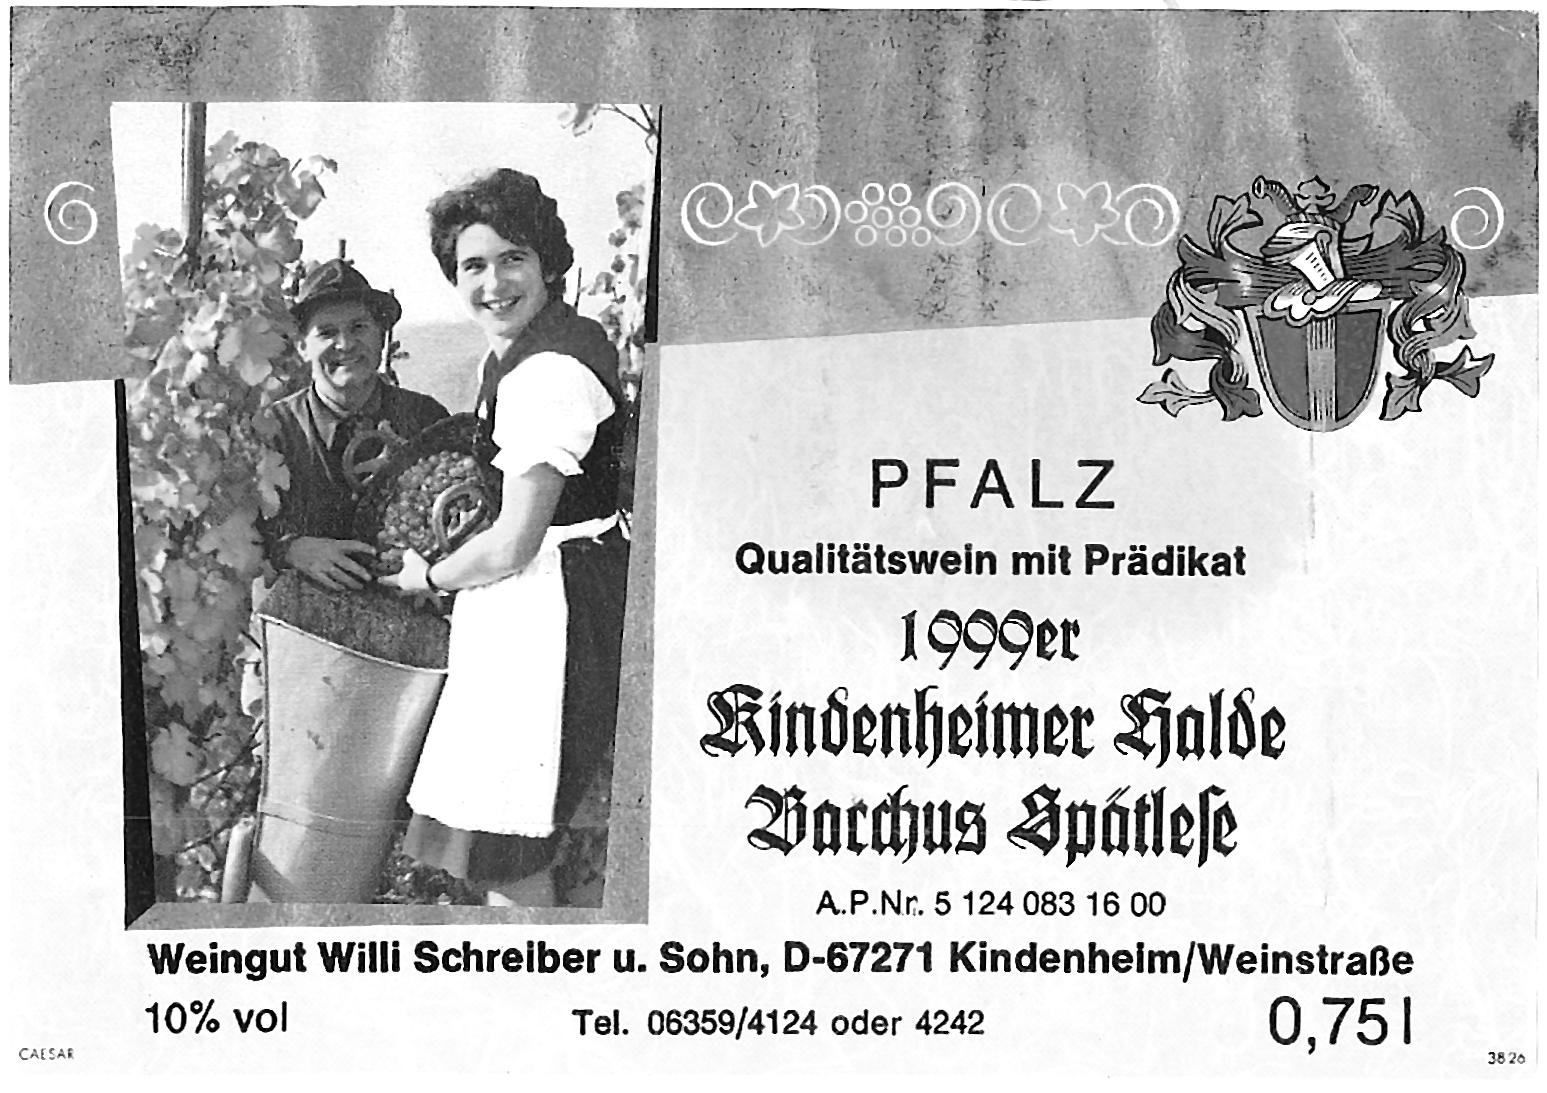 PFALZ
Qualitätswein mit Prädikat
1999er
Kindenheimer Halde
Bacchus Spätlese
A.P.Nr. 5 124 083 16 00
Weingut Willi Schreiber u. Sohn, D-67271 Kindenheim/Weinstraße
10% vol
Tel. 06359/4124 oder 4242
0,75 l
CAESAR
3826